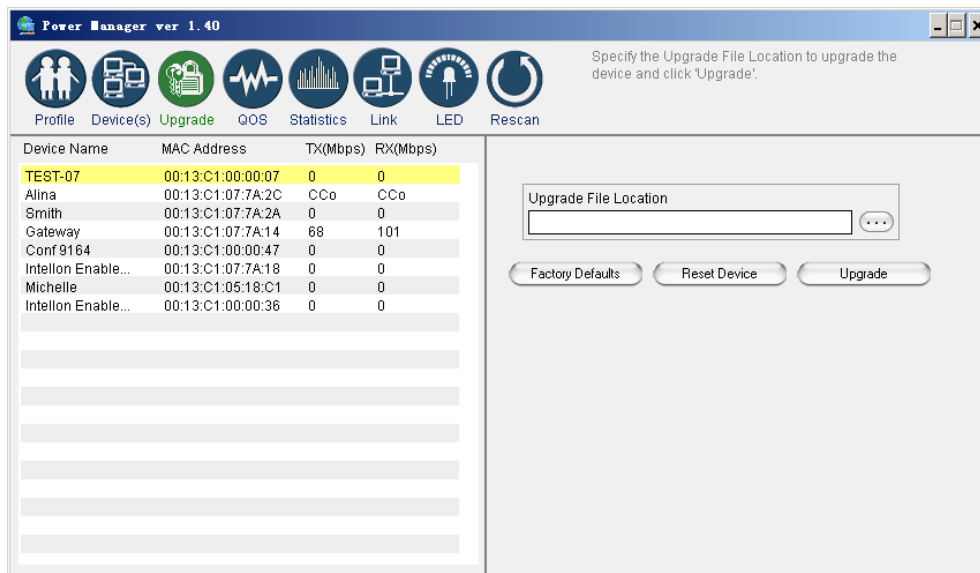 Power Manager ver 1.40
Specify the Upgrade File Location to upgrade the
device and click 'Upgrade'.
Profile Device(s) Upgrade QOS Statistics Link LED Rescan
Device Name MAC Address TX(Mbps) RX(Mbps)
TEST-07 00:13:C1:00:00:07 0 0
Alina 00:13:C1:07:7A:2C CCo CCo
Smith 00:13:C1:07:7A:2A 0 0
Gateway 00:13:C1:07:7A:14 68 101
Conf 9164 00:13:C1:00:00:47 0 0
Intellon Enable... 00:13:C1:07:7A:18 0 0
Michelle 00:13:C1:05:18:C1 0 0
Intellon Enable... 00:13:C1:00:00:36 0 0
Upgrade File Location
...
Factory Defaults Reset Device Upgrade